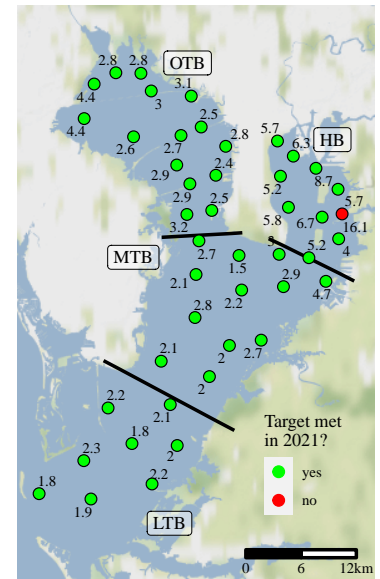 2.8 2.8
OTB
4.4 3 3.1
4.4 2.6 2.7 2.5 2.8
2.9 2.4
2.9 2.5
3.2
HB
5.7 6.3
5.2 8.7
5.7
5.8 6.7 16.1
5.2 4
MTB
2.7 1.5
2.1 2.2 2.9 4.7
2.8
2.1 2 2.7
2
2.2 2.1
1.8 2
2.3
1.8 2.2
1.9
LTB
Target met
in 2021?
yes
no
0 6 12km